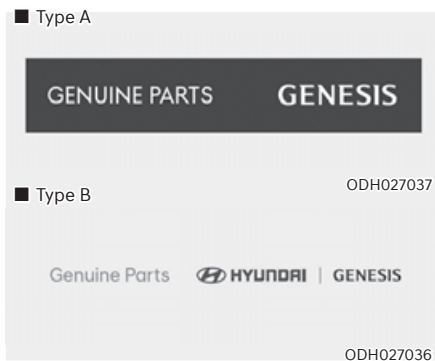 ■ Type A
GENUINE PARTS GENESIS
ODH027037
■ Type B
Genuine Parts HYUNDAI | GENESIS
ODH027036